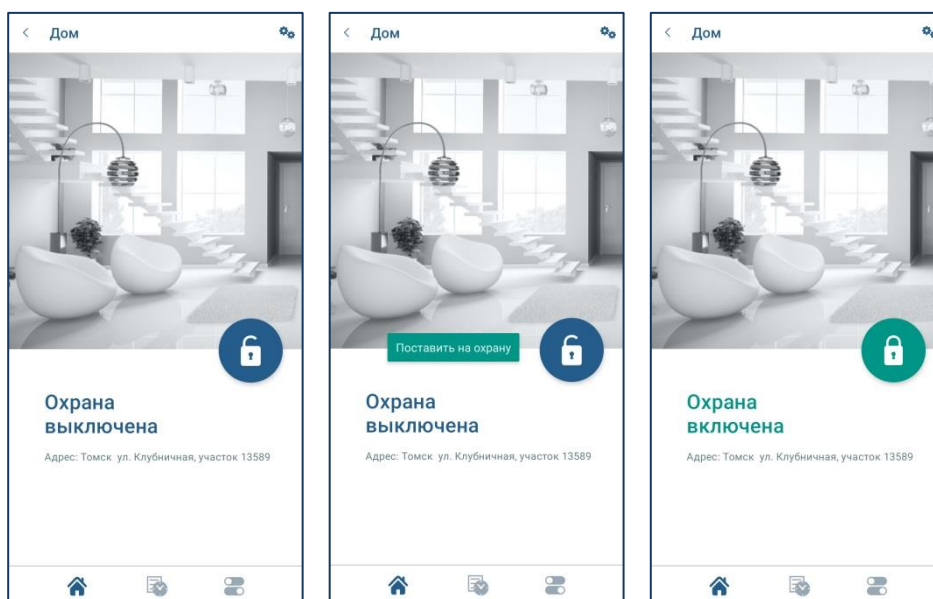 Дом
Охрана
выключена
Адрес: Томск ул. Клубничная, участок 13589
Дом
Поставить на охрану
Охрана
выключена
Адрес: Томск ул. Клубничная, участок 13589
Дом
Охрана
включена
Адрес: Томск ул. Клубничная, участок 13589